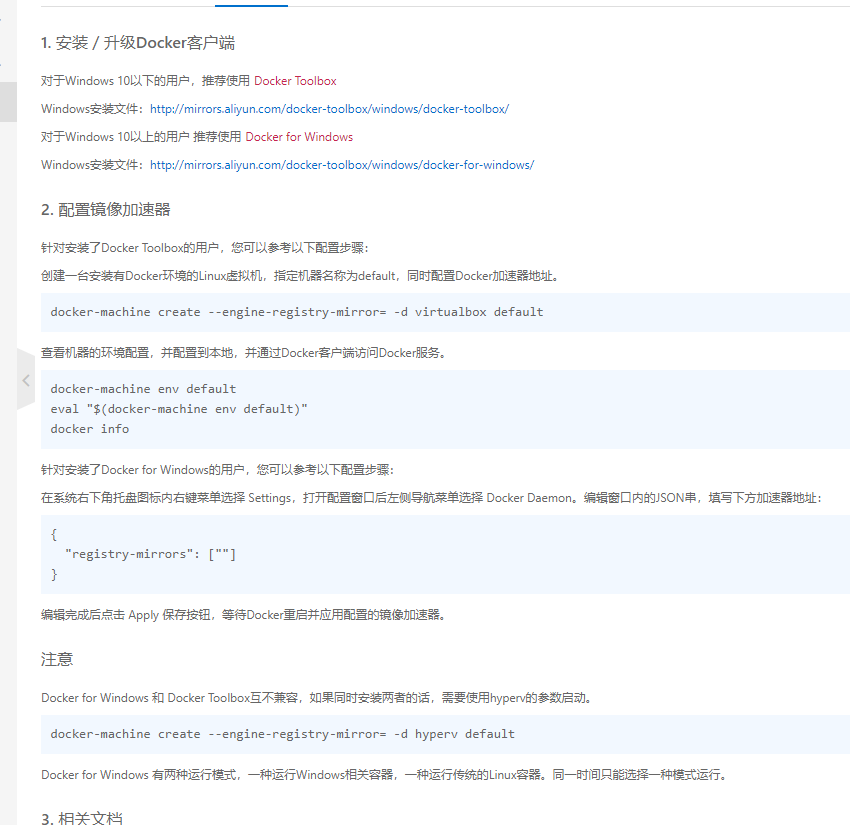 1. 安装 / 升级Docker客户端
对于Windows 10以下的用户，推荐使用 Docker Toolbox
Windows安装文件：http://mirrors.aliyun.com/docker-toolbox/windows/docker-toolbox/
对于Windows 10以上的用户 推荐使用 Docker for Windows
Windows安装文件：http://mirrors.aliyun.com/docker-toolbox/windows/docker-for-windows/
2. 配置镜像加速器
针对安装了Docker Toolbox的用户，您可以参考以下配置步骤：
创建一台安装有Docker环境的Linux虚拟机，指定机器名称为default，同时配置Docker加速器地址。
docker-machine create --engine-registry-mirror= -d virtualbox default
查看机器的环境配置，并配置到本地，并通过Docker客户端访问Docker服务。
docker-machine env default
eval "$(docker-machine env default)"
docker info
针对安装了Docker for Windows的用户，您可以参考以下配置步骤：
在系统右下角托盘图标内右键菜单选择 Settings，打开配置窗口后左侧导航菜单选择 Docker Daemon。编辑窗口内的JSON串，填写下方加速器地址：
{
"registry-mirrors": [""]
}
编辑完成后点击 Apply 保存按钮，等待Docker重启并应用配置的镜像加速器。
注意
Docker for Windows 和 Docker Toolbox互不兼容，如果同时安装两者的话，需要使用hyperv的参数启动。
docker-machine create --engine-registry-mirror= -d hyperv default
Docker for Windows 有两种运行模式，一种运行Windows相关容器，一种运行传统的Linux容器。同一时间只能选择一种模式运行。
3. 相关文档